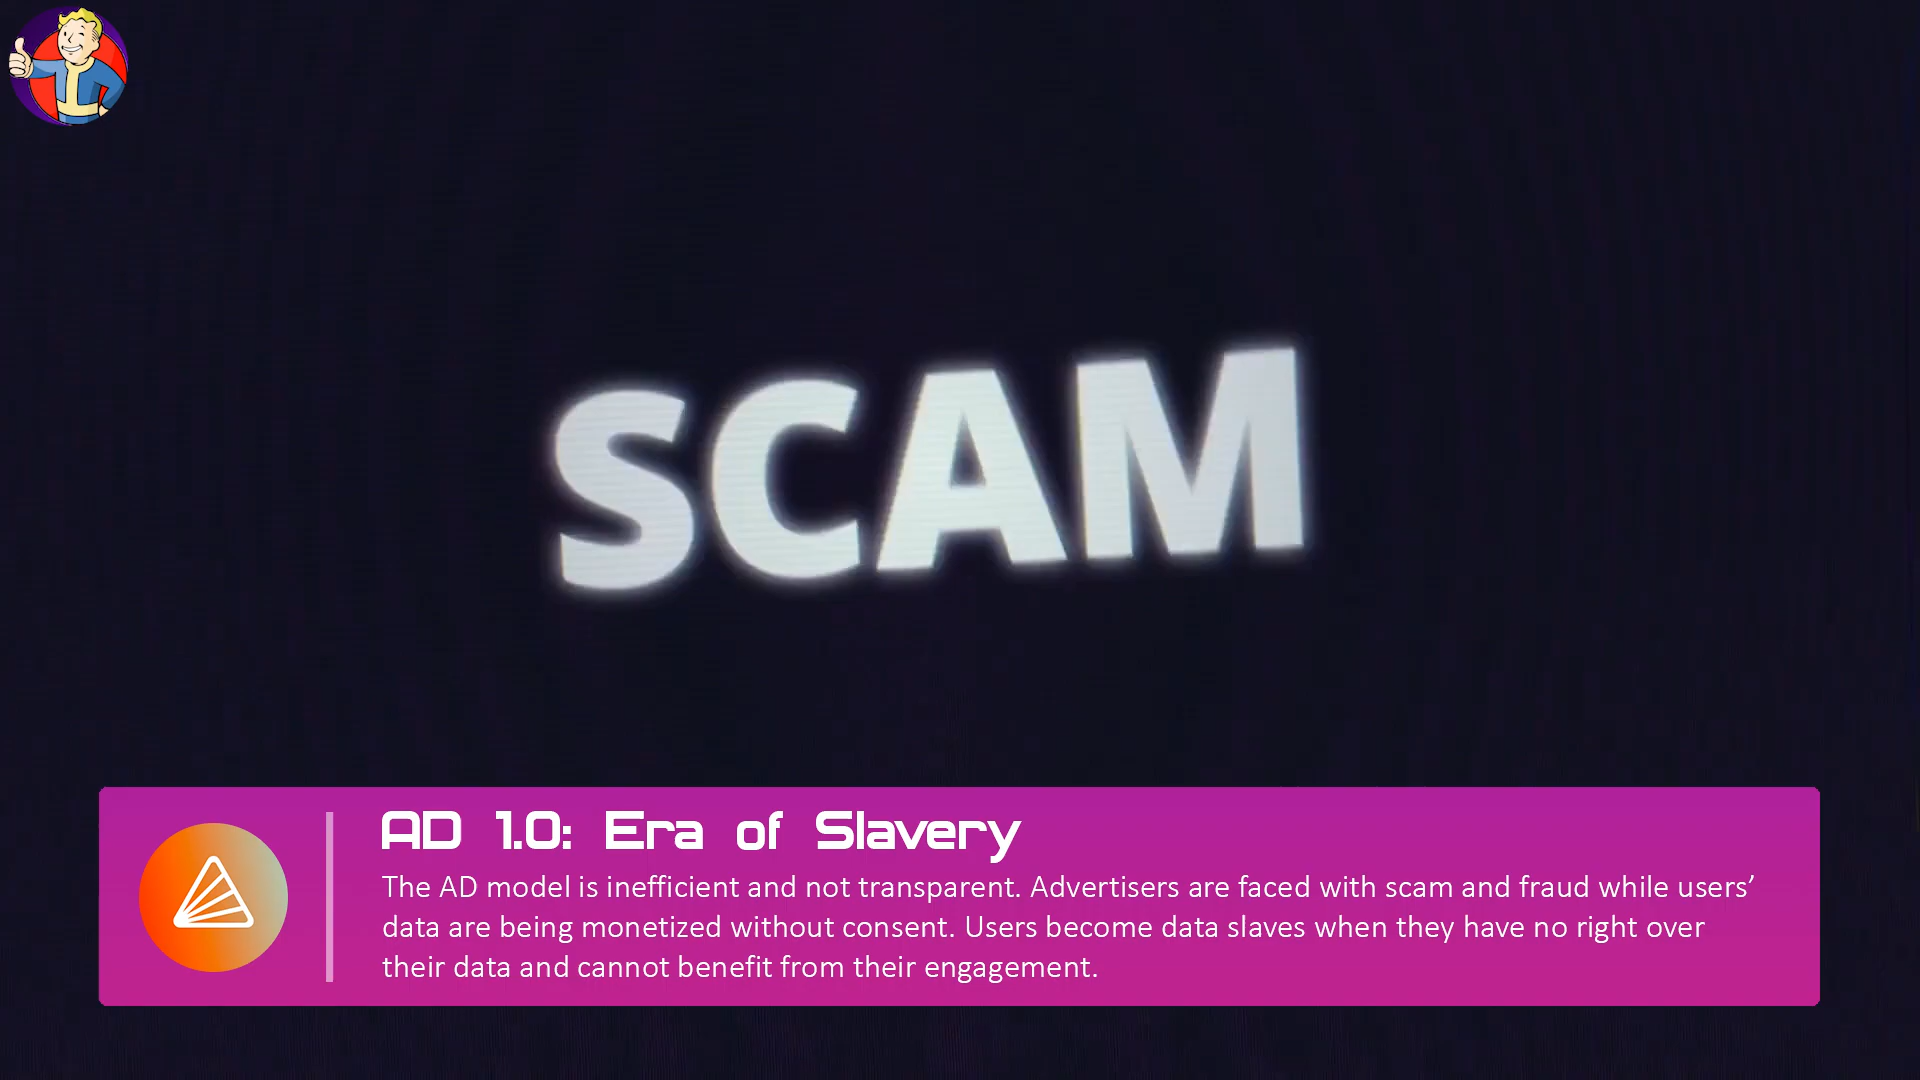 SCAM
AD 1.0: Era of Slavery
The AD model is inefficient and not transparent. Advertisers are faced with scam and fraud while users’
data are being monetized without consent. Users become data slaves when they have no right over
their data and cannot benefit from their engagement.